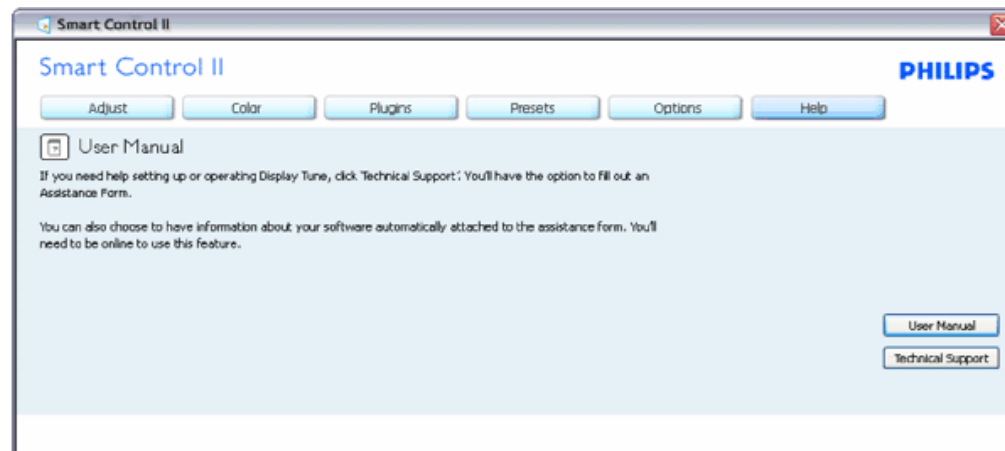 Smart Control II
Smart Control II
PHILIPS
Adjust Color Plugins Presets Options Help
User Manual
If you need help setting up or operating Display Tune, click 'Technical Support'. You'll have the option to fill out an
Assistance Form.
You can also choose to have information about your software automatically attached to the assistance form. You'll
need to be online to use this feature.
User Manual
Technical Support